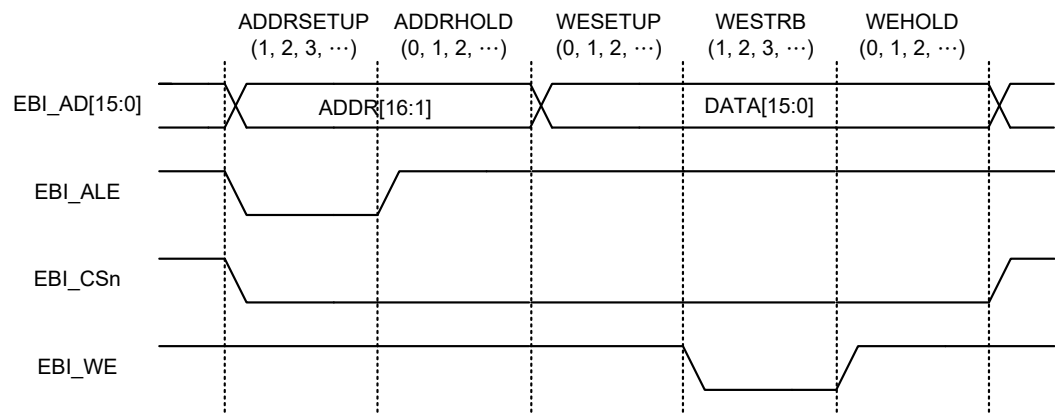 ADDRSETUP ADDRHOLD WESETUP WESTRB WEHOLD
(1, 2, 3, ⋯) (0, 1, 2, ⋯) (0, 1, 2, ⋯) (1, 2, 3, ⋯) (0, 1, 2, ⋯)
EBI_AD[15:0] ADDR[16:1] DATA[15:0]
EBI_ALE
EBI_CSn
EBI_WE